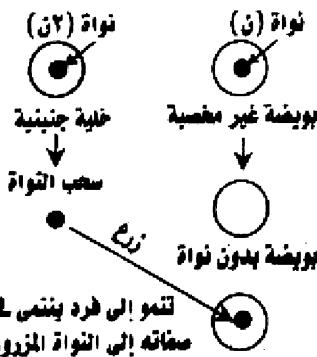 نواة (ن)
نواة (٢ن)
بويضة غير مخصبة
خلية جنينية
سحب النواة
زرع
بويضة بدون نواة
تنمو إلى فرد ينتمى
صفاته إلى النواة المزرو